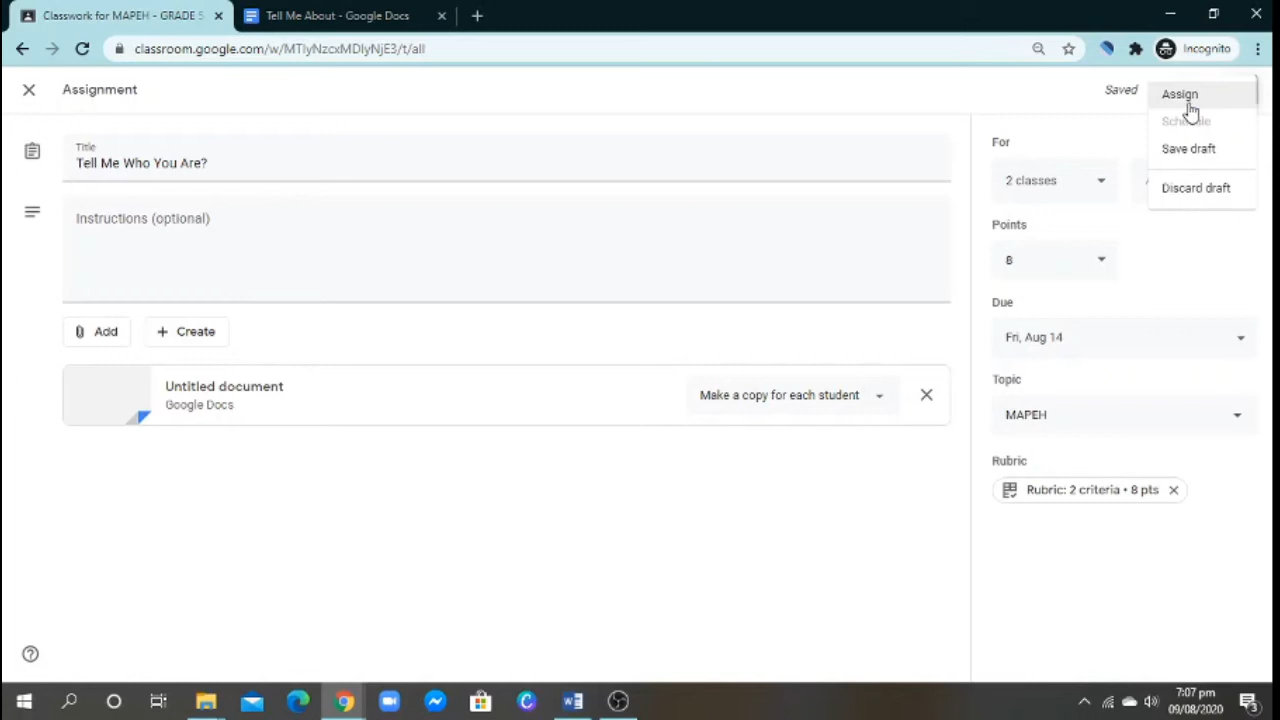 Classwork for MAPEH - GRADE 5
Tell Me About - Google Docs
classroom.google.com/w/MTIyNzcxMDIyNjE3/t/all
Incognito
Assignment
Saved
Assign
Schedule
Save draft
Discard draft
Title
Tell Me Who You Are?
Instructions (optional)
Add
Create
Untitled document
Google Docs
Make a copy for each student
For
2 classes
Points
8
Due
Fri, Aug 14
Topic
MAPEH
Rubric
Rubric: 2 criteria • 8 pts
7:07 pm
09/08/2020
3